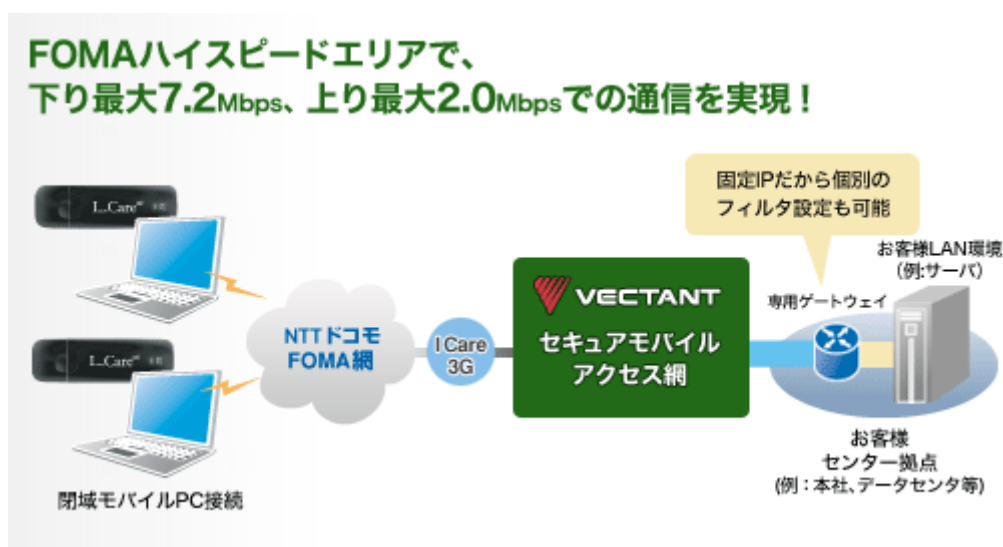 FOMAハイスピードエリアで、
下り最大7.2Mbps、上り最大2.0Mbpsでの通信を実現！
固定IPだから個別の
フィルタ設定も可能
お客様LAN環境
（例:サーバ）
専用ゲートウェイ
VECTANT
セキュアモバイル
アクセス網
I Care
3G
NTTドコモ
FOMA網
お客様
センター拠点
(例：本社、データセンタ等)
閉域モバイルPC接続